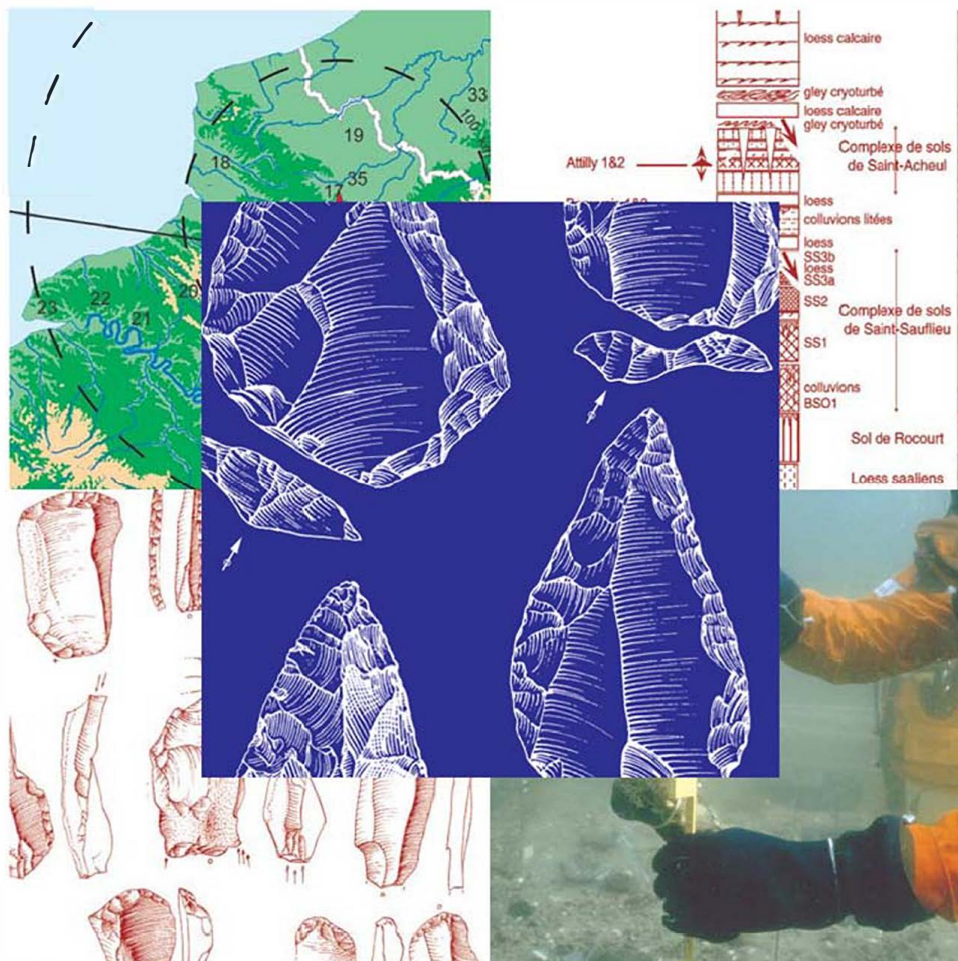 33
100
19
18
35
17
20
22
23
21
loess calcaire
gley cryoturbé
loess calcaire
gley cryoturbé
Complexe de sols
de Saint-Acheul
Attilly 1&2
loess
colluvions litées
loess
SS3b
loess
SS3a
SS2
Complexe de sols
de Saint-Sauflieu
SS1
colluvions
BSO1
Sol de Rocourt
Loess saaliens